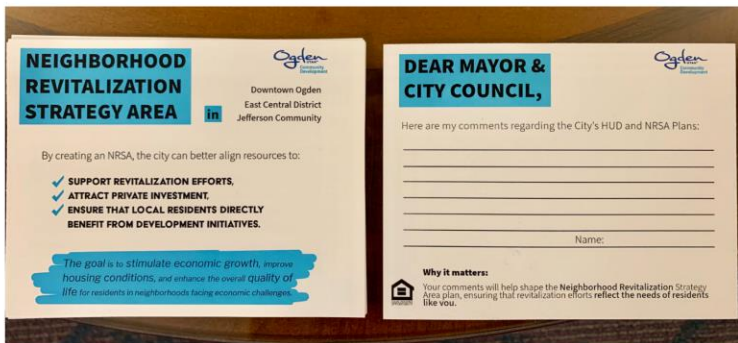 NEIGHBORHOOD
REVITALIZATION
STRATEGY AREA
in
Ogden
Community
Development
Downtown Ogden
East Central District
Jefferson Community
By creating an NRSA, the city can better align resources to:
SUPPORT REVITALIZATION EFFORTS,
ATTRACT PRIVATE INVESTMENT,
ENSURE THAT LOCAL RESIDENTS DIRECTLY
BENEFIT FROM DEVELOPMENT INITIATIVES.
The goal is to stimulate economic growth, improve
housing conditions, and enhance the overall quality of
life for residents in neighborhoods facing economic challenges.
DEAR MAYOR &
CITY COUNCIL,
Ogden
Community
Development
Here are my comments regarding the City's HUD and NRSA Plans:
Name:
Why it matters:
Your comments will help shape the Neighborhood Revitalization Strategy
Area plan, ensuring that revitalization efforts reflect the needs of residents
like you.